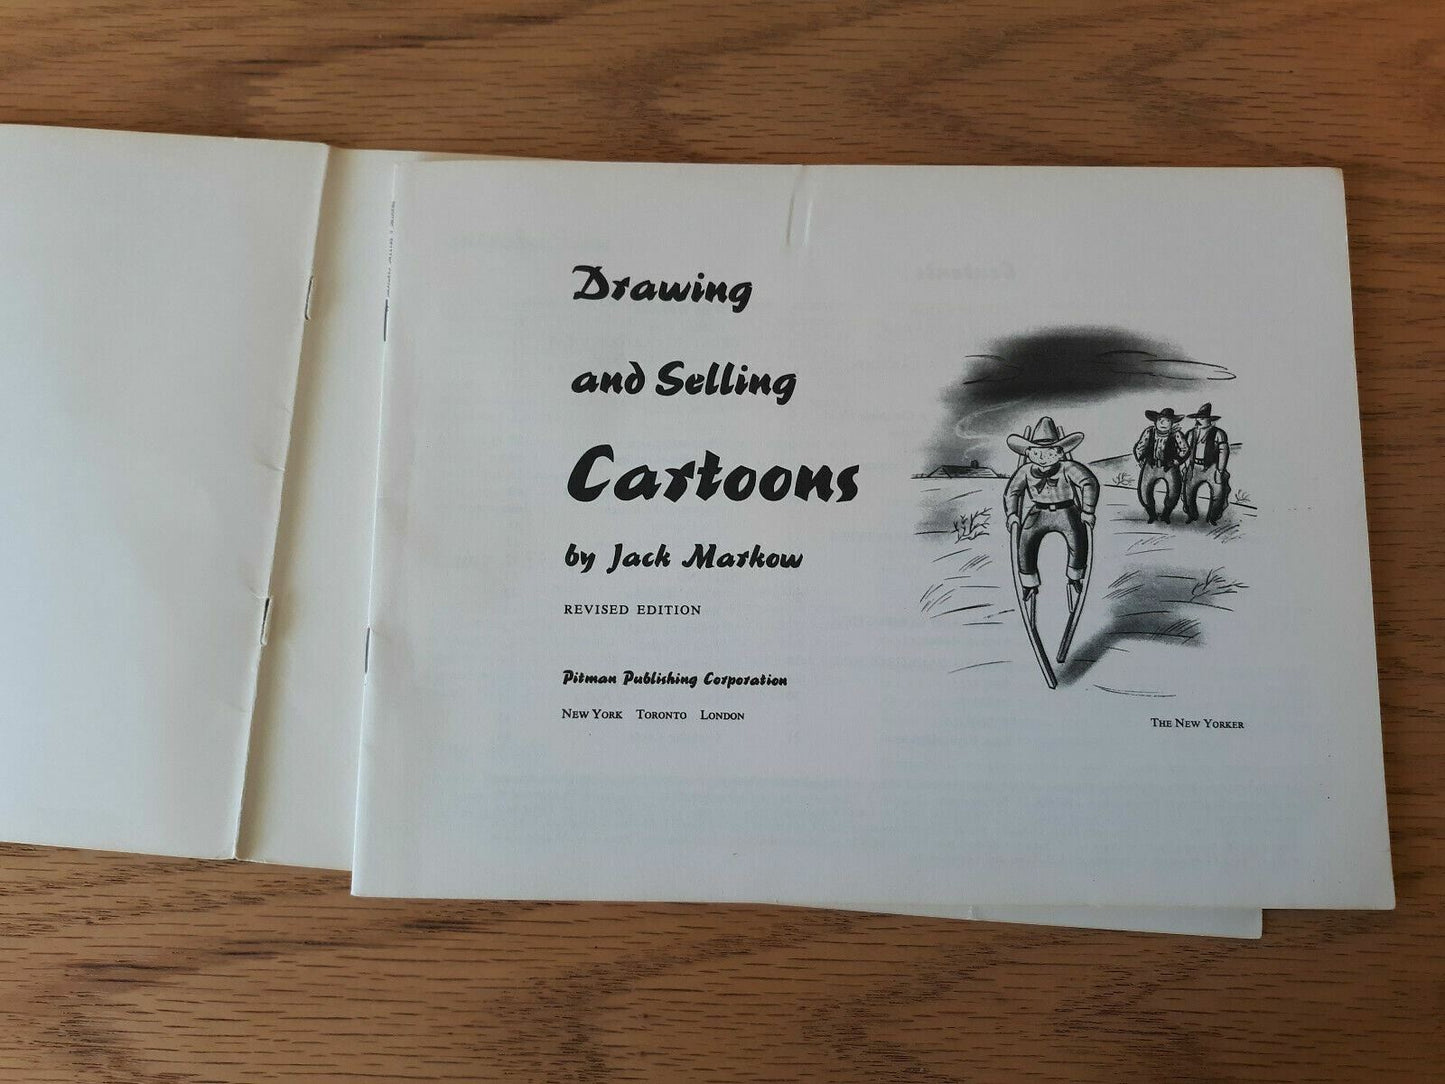 Drawing
and Selling
Cartoons
by Jack Markow
REVISED EDITION
Pitman Publishing Corporation
NEW YORK TORONTO LONDON
THE NEW YORKER